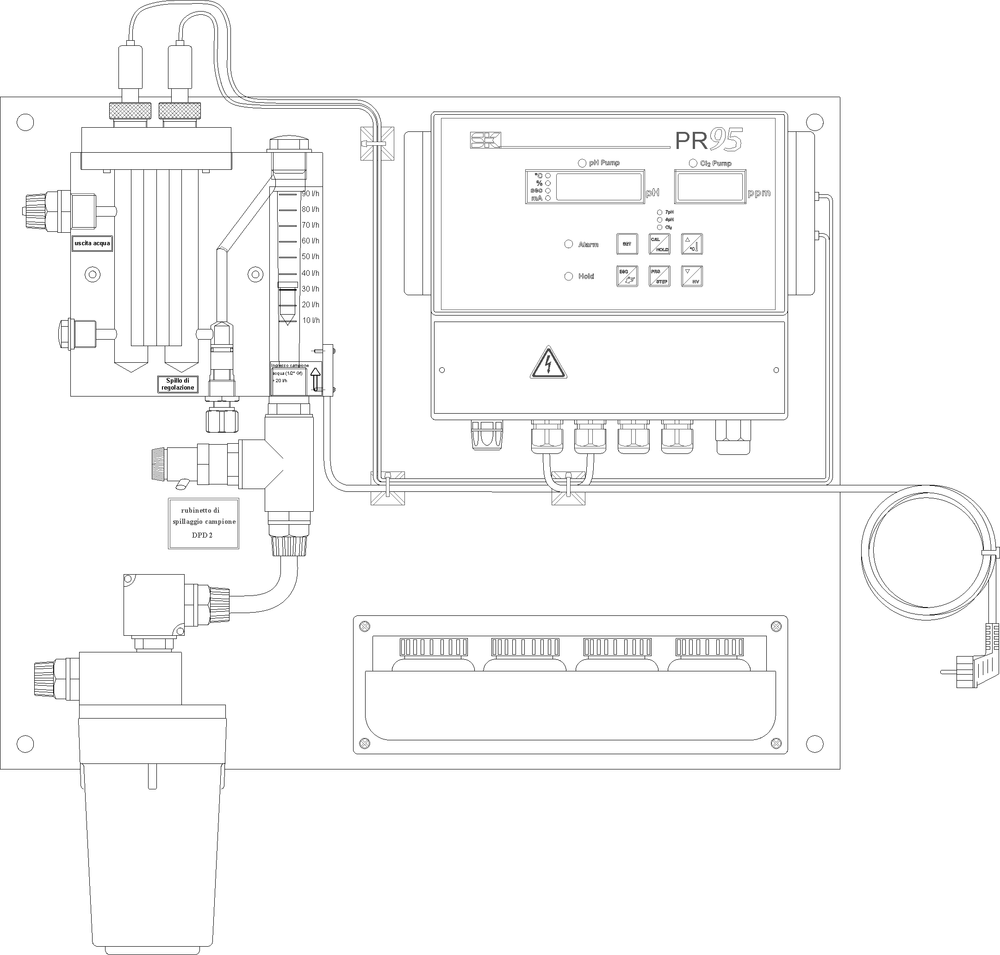 SK
PR95
pH Pump
Cl₂ Pump
°C
%
sec
mA
pH
ppm
7pH
4pH
Cl₂
Alarm
SET
CAL
HOLD
°C
Hold
ESC
PRG
STEP
MV
90 l/h
80 l/h
70 l/h
60 l/h
50 l/h
40 l/h
30 l/h
20 l/h
10 l/h
uscita acqua
Spillo di
regolazione
Ingresso campione
acqua (1/2" Gf)
> 20 l/h
rubinetto di
spillaggio campione
DPD 2